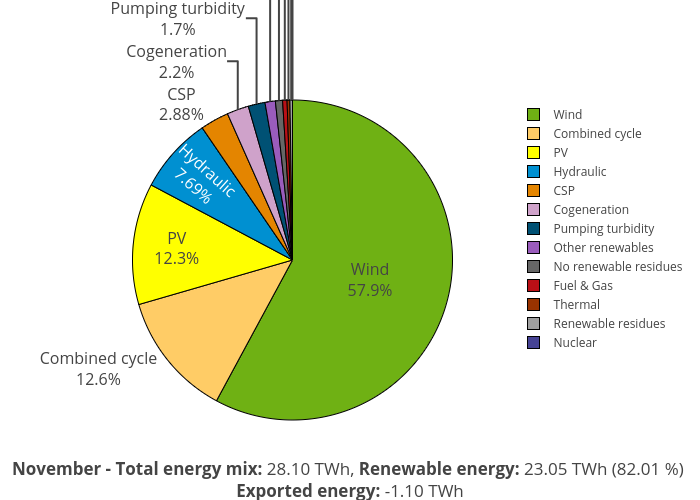 Pumping turbidity
1.7%
Cogeneration
2.2%
CSP
2.88%
Hydraulic
7.69%
PV
12.3%
Wind
57.9%
Combined cycle
12.6%
Wind
Combined cycle
PV
Hydraulic
CSP
Cogeneration
Pumping turbidity
Other renewables
No renewable residues
Fuel & Gas
Thermal
Renewable residues
Nuclear
November - Total energy mix: 28.10 TWh, Renewable energy: 23.05 TWh (82.01 %)
Exported energy: -1.10 TWh